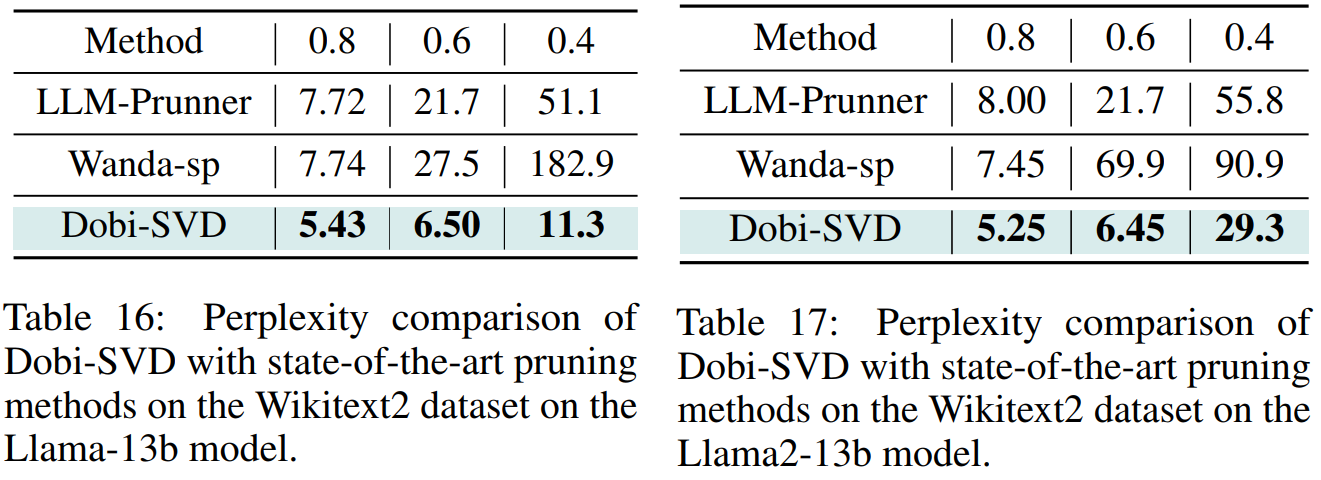 Method 0.8 0.6 0.4
LLM-Prunner 7.72 21.7 51.1
Wanda-sp 7.74 27.5 182.9
Dobi-SVD 5.43 6.50 11.3
Table 16: Perplexity comparison of
Dobi-SVD with state-of-the-art pruning
methods on the Wikitext2 dataset on the
Llama-13b model.
Method 0.8 0.6 0.4
LLM-Prunner 8.00 21.7 55.8
Wanda-sp 7.45 69.9 90.9
Dobi-SVD 5.25 6.45 29.3
Table 17: Perplexity comparison of
Dobi-SVD with state-of-the-art pruning
methods on the Wikitext2 dataset on the
Llama2-13b model.